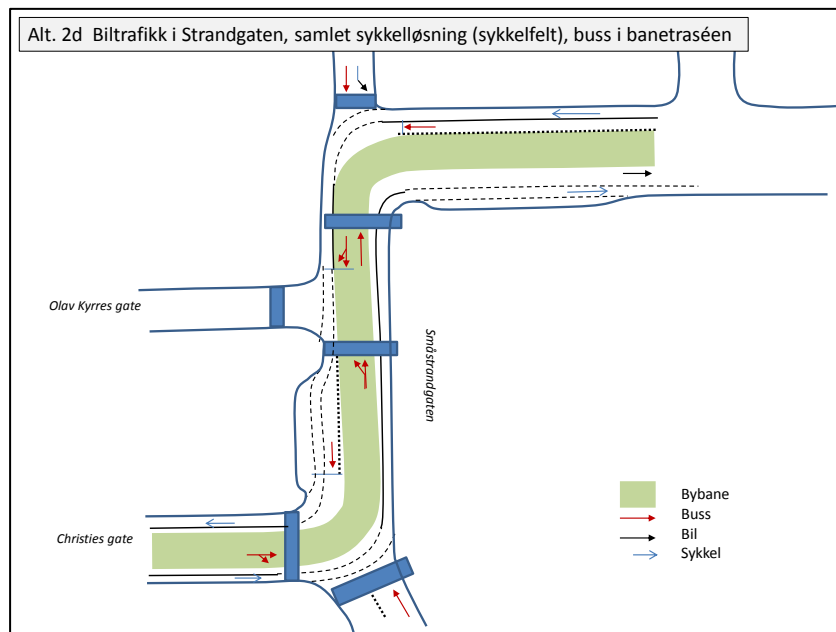 Alt. 2d Biltrafikk i Strandgaten, samlet sykkelløsning (sykkelfelt), buss i banetraséen
Olav Kyrres gate
Småstrandgaten
Christies gate
Bybane
Buss
Bil
Sykkel